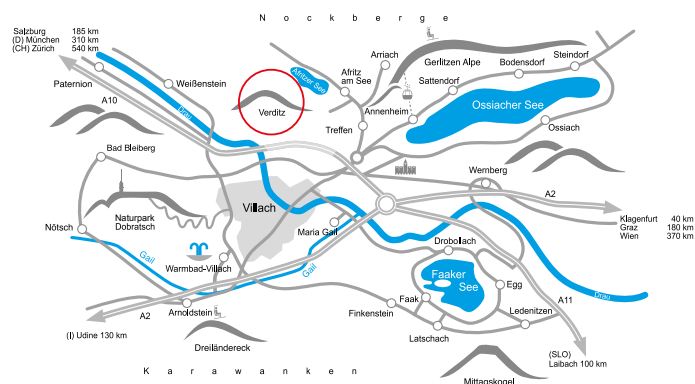 N o c k b e r g e
Salzburg 185 km
(D) München 310 km
(CH) Zürich 540 km
Paternion
A10
Weißenstein
Drau
Verditz
Afritzer See
Afritz
am See
Arriach
Gerlitzen Alpe
Bodensdorf
Steindorf
Sattendorf
Annenheim
Ossiacher See
Treffen
Ossiach
Bad Bleiberg
Wernberg
A2
Klagenfurt 40 km
Graz 180 km
Wien 370 km
Naturpark
Dobratsch
Nötsch
Villach
Maria Gail
Gail
Warmbad-Villach
Gail
Drobollach
Faaker
See
Egg
Drau
Faak
A11
A2
Arnoldstein
Finkenstein
Ledenitzen
Latschach
(I) Udine 130 km
Dreiländereck
(SLO)
Laibach 100 km
Mittagskogel
K a r a w a n k e n